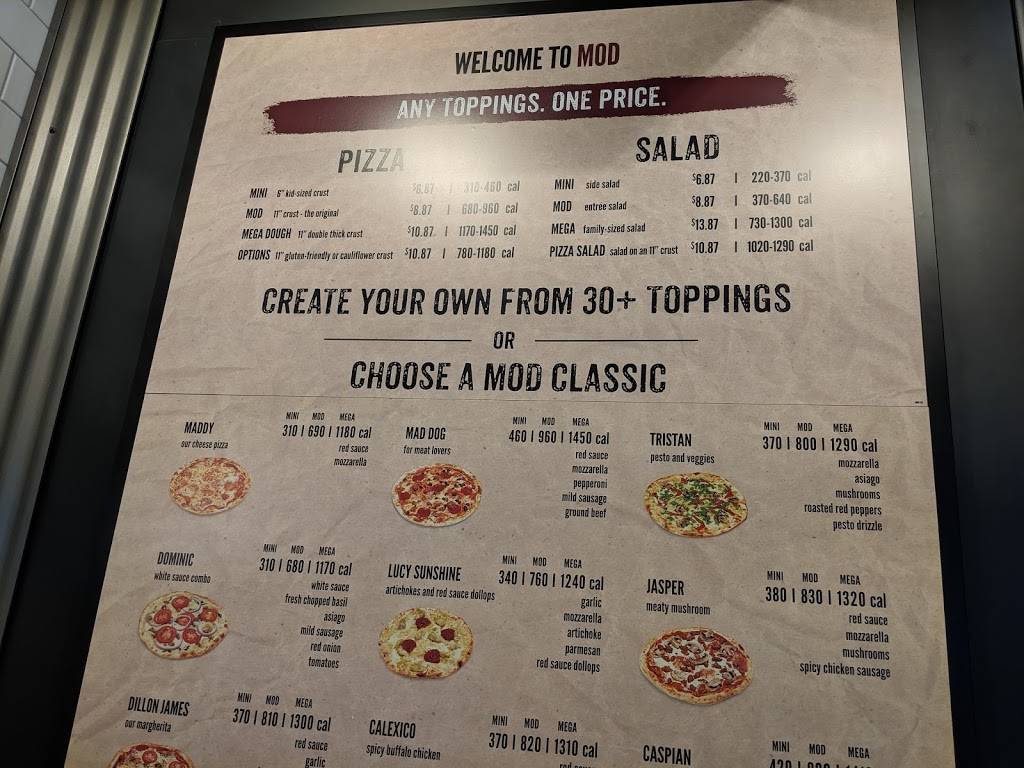 WELCOME TO MOD
ANY TOPPINGS. ONE PRICE.
PIZZA
MINI 6" kid-sized crust $6.87 | 310-460 cal
MOD 11" crust - the original $8.87 | 680-960 cal
MEGA DOUGH 11" double thick crust $10.87 | 1170-1450 cal
OPTIONS 11" gluten-friendly or cauliflower crust $10.87 | 780-1180 cal
SALAD
MINI side salad $6.87 | 220-370 cal
MOD entree salad $8.87 | 370-640 cal
MEGA family-sized salad $13.87 | 730-1300 cal
PIZZA SALAD salad on an 11" crust $10.87 | 1020-1290 cal
CREATE YOUR OWN FROM 30+ TOPPINGS
OR
CHOOSE A MOD CLASSIC
MADDY
our cheese pizza
MINI MOD MEGA
310 | 690 | 1180 cal
red sauce
mozzarella
MAD DOG
for meat lovers
MINI MOD MEGA
460 | 960 | 1450 cal
red sauce
mozzarella
pepperoni
mild sausage
ground beef
TRISTAN
pesto and veggies
MINI MOD MEGA
370 | 800 | 1290 cal
mozzarella
asiago
mushrooms
roasted red peppers
pesto drizzle
DOMINIC
white sauce combo
MINI MOD MEGA
310 | 680 | 1170 cal
white sauce
fresh chopped basil
asiago
mild sausage
red onion
tomatoes
LUCY SUNSHINE
artichokes and red sauce dollops
MINI MOD MEGA
340 | 760 | 1240 cal
garlic
mozzarella
artichoke
parmesan
red sauce dollops
JASPER
meaty mushroom
MINI MOD MEGA
380 | 830 | 1320 cal
red sauce
mozzarella
mushrooms
spicy chicken sausage
DILLON JAMES
our margherita
MINI MOD MEGA
370 | 810 | 1300 cal
red sauce
garlic
CALEXICO
spicy buffalo chicken
MINI MOD MEGA
370 | 820 | 1310 cal
CASPIAN
MINI MOD MEGA